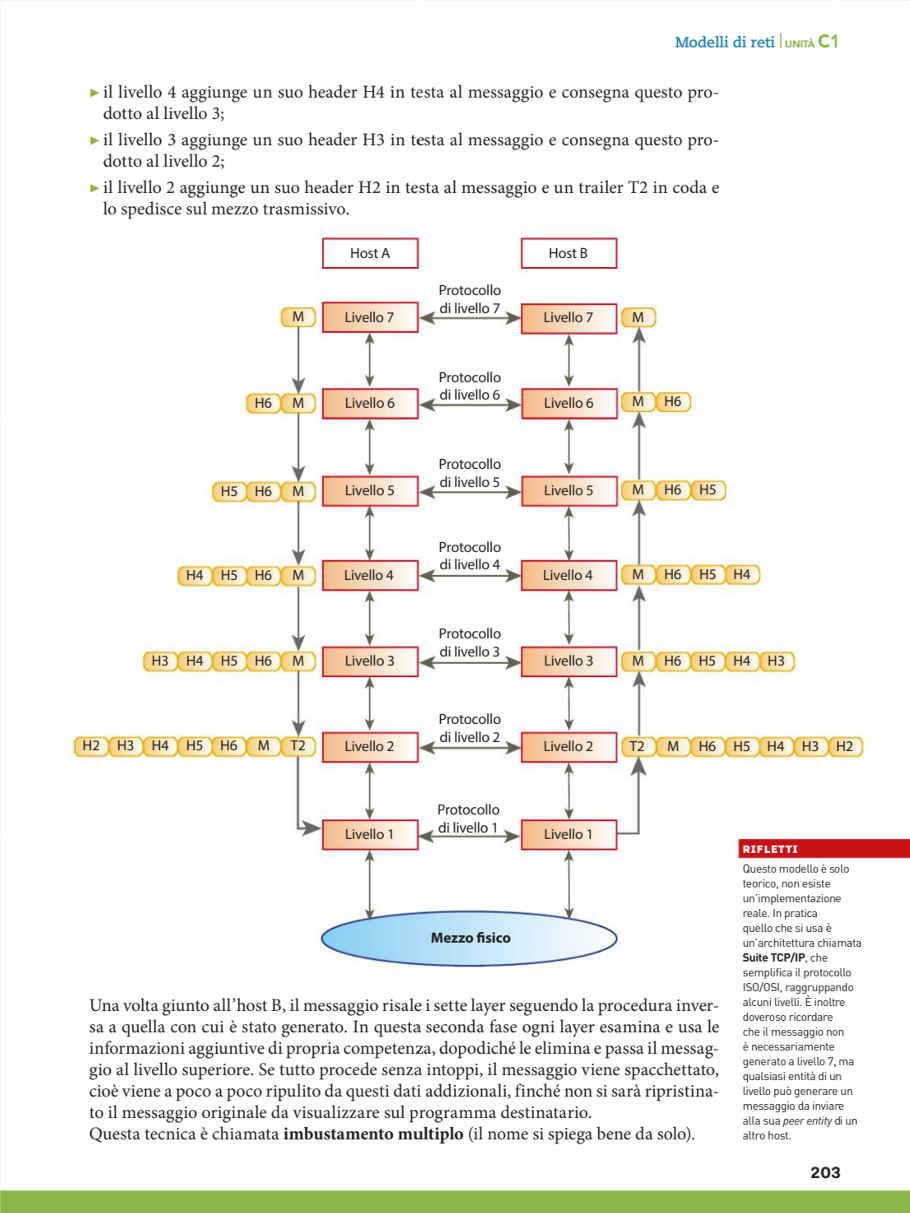 Modelli di reti | UNITÀ C1
▶ il livello 4 aggiunge un suo header H4 in testa al messaggio e consegna questo pro-
dotto al livello 3;
▶ il livello 3 aggiunge un suo header H3 in testa al messaggio e consegna questo pro-
dotto al livello 2;
▶ il livello 2 aggiunge un suo header H2 in testa al messaggio e un trailer T2 in coda e
lo spedisce sul mezzo trasmissivo.
Host A Host B
Protocollo
di livello 7
M Livello 7 Livello 7 M
Protocollo
di livello 6
H6 M Livello 6 Livello 6 M H6
Protocollo
di livello 5
H5 H6 M Livello 5 Livello 5 M H6 H5
Protocollo
di livello 4
H4 H5 H6 M Livello 4 Livello 4 M H6 H5 H4
Protocollo
di livello 3
H3 H4 H5 H6 M Livello 3 Livello 3 M H6 H5 H4 H3
Protocollo
di livello 2
H2 H3 H4 H5 H6 M T2 Livello 2 Livello 2 T2 M H6 H5 H4 H3 H2
Protocollo
di livello 1
Livello 1 Livello 1
Mezzo fisico
RIFLETTI
Questo modello è solo
teorico, non esiste
un'implementazione
reale. In pratica
quello che si usa è
un'architettura chiamata
Suite TCP/IP, che
semplifica il protocollo
ISO/OSI, raggruppando
alcuni livelli. È inoltre
doveroso ricordare
che il messaggio non
è necessariamente
generato a livello 7, ma
qualsiasi entità di un
livello può generare un
messaggio da inviare
alla sua peer entity di un
altro host.
Una volta giunto all'host B, il messaggio risale i sette layer seguendo la procedura inver-
sa a quella con cui è stato generato. In questa seconda fase ogni layer esamina e usa le
informazioni aggiuntive di propria competenza, dopodiché le elimina e passa il messag-
gio al livello superiore. Se tutto procede senza intoppi, il messaggio viene spacchettato,
cioè viene a poco a poco ripulito da questi dati addizionali, finché non si sarà ripristina-
to il messaggio originale da visualizzare sul programma destinatario.
Questa tecnica è chiamata imbustamento multiplo (il nome si spiega bene da solo).
203